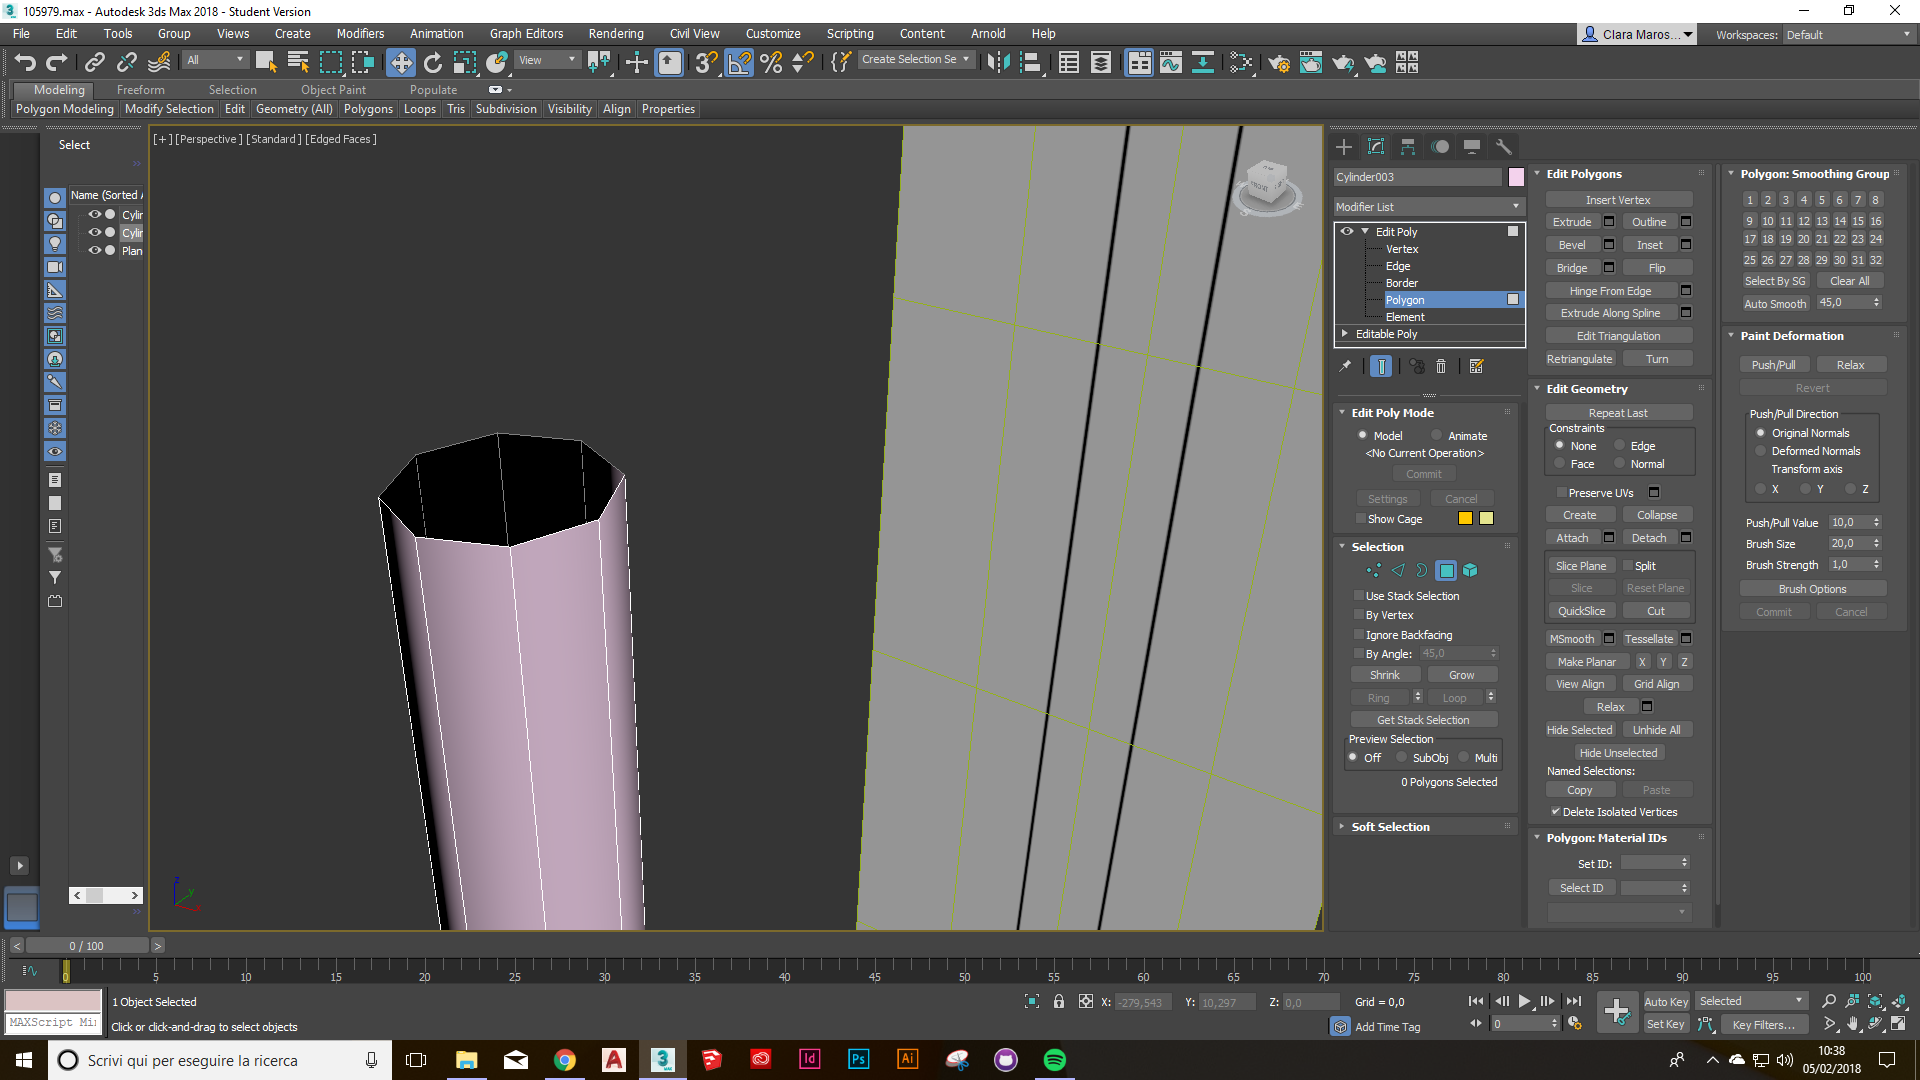 105979.max - Autodesk 3ds Max 2018 - Student Version
File Edit Tools Group Views Create Modifiers Animation Graph Editors Rendering Civil View Customize Scripting Content Arnold Help
Clara Maros... Workspaces: Default
All View Create Selection Se
Modeling Freeform Selection Object Paint Populate
Polygon Modeling Modify Selection Edit Geometry (All) Polygons Loops Tris Subdivision Visibility Align Properties
Select
Name (Sorted A
Cylin
Cylin
Plan
[+] [Perspective] [Standard] [Edged Faces]
FRONT
Cylinder003
Modifier List
Edit Poly
Vertex
Edge
Border
Polygon
Element
Editable Poly
Edit Poly Mode
Model Animate
<No Current Operation>
Commit
Settings Cancel
Show Cage
Selection
Use Stack Selection
By Vertex
Ignore Backfacing
By Angle: 45,0
Shrink Grow
Ring Loop
Get Stack Selection
Preview Selection
Off SubObj Multi
0 Polygons Selected
Soft Selection
Edit Polygons
Insert Vertex
Extrude Outline
Bevel Inset
Bridge Flip
Hinge From Edge
Extrude Along Spline
Edit Triangulation
Retriangulate Turn
Edit Geometry
Repeat Last
Constraints
None Edge
Face Normal
Preserve UVs
Create Collapse
Attach Detach
Slice Plane Split
Slice Reset Plane
QuickSlice Cut
MSmooth Tessellate
Make Planar X Y Z
View Align Grid Align
Relax
Hide Selected Unhide All
Hide Unselected
Named Selections:
Copy Paste
Delete Isolated Vertices
Polygon: Material IDs
Set ID:
Select ID
Polygon: Smoothing Group
1 2 3 4 5 6 7 8
9 10 11 12 13 14 15 16
17 18 19 20 21 22 23 24
25 26 27 28 29 30 31 32
Select By SG Clear All
Auto Smooth 45,0
Paint Deformation
Push/Pull Relax
Revert
Push/Pull Direction
Original Normals
Deformed Normals
Transform axis
X Y Z
Push/Pull Value 10,0
Brush Size 20,0
Brush Strength 1,0
Brush Options
Commit Cancel
z y x
0 / 100
0 5 10 15 20 25 30 35 40 45 50 55 60 65 70 75 80 85 90 95 100
1 Object Selected
X: -279,543 Y: 10,297 Z: 0,0 Grid = 0,0
Auto Key Selected
MAXScript Mi
Click or click-and-drag to select objects
Add Time Tag
0
Set Key Key Filters...
Scrivi qui per eseguire la ricerca
10:38
05/02/2018